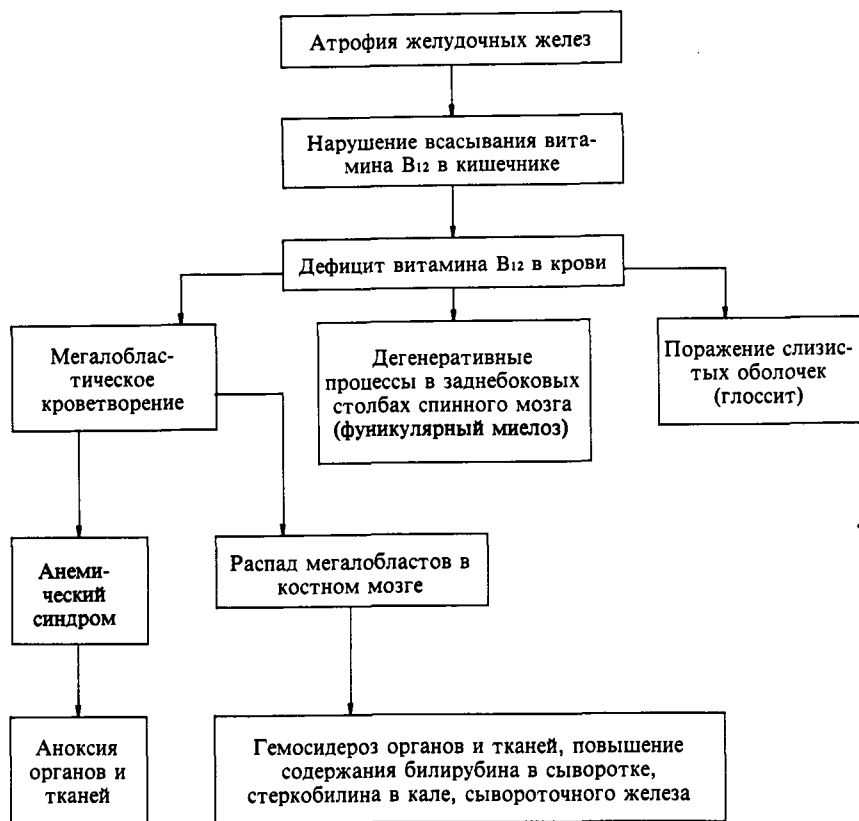 Атрофия желудочных желез
Нарушение всасывания вита-
мина B12 в кишечнике
Дефицит витамина B12 в крови
Мегалоблас-
тическое
кроветворение
Дегенеративные
процессы в заднебоковых
столбах спинного мозга
(фуникулярный миелоз)
Поражение слизис-
тых оболочек
(глоссит)
Анеми-
ческий
синдром
Распад мегалобластов в
костном мозге
Аноксия
органов и
тканей
Гемосидероз органов и тканей, повышение
содержания билирубина в сыворотке,
стеркобилина в кале, сывороточного железа